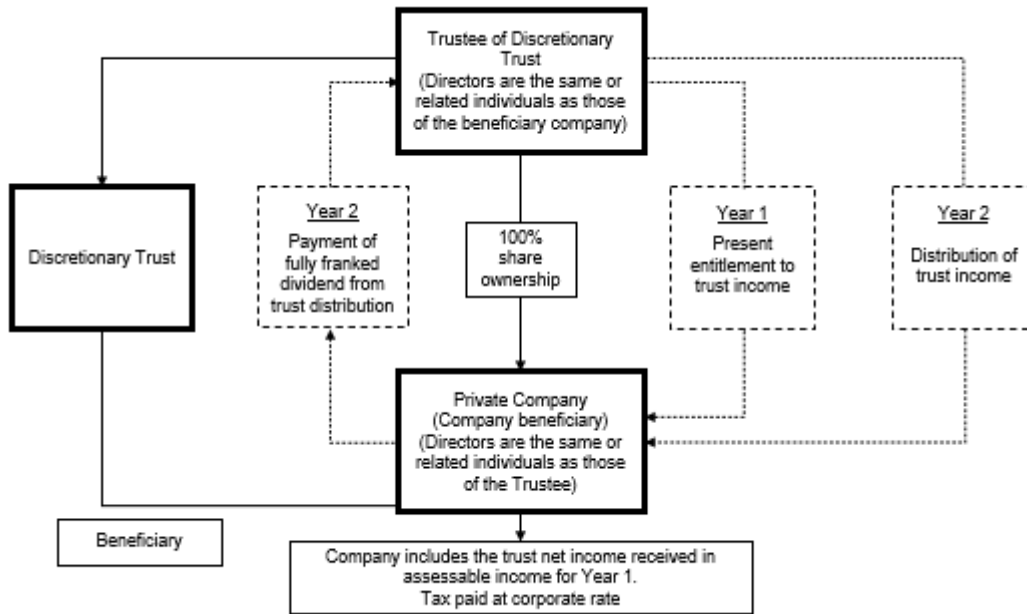 Trustee of Discretionary
Trust
(Directors are the same or
related individuals as those
of the beneficiary company)
Discretionary Trust
Year 2
Payment of
fully franked
dividend from
trust distribution
100%
share
ownership
Year 1
Present
entitlement to
trust income
Year 2
Distribution of
trust income
Private Company
(Company beneficiary)
(Directors are the same or
related individuals as those
of the Trustee)
Beneficiary
Company includes the trust net income received in
assessable income for Year 1.
Tax paid at corporate rate